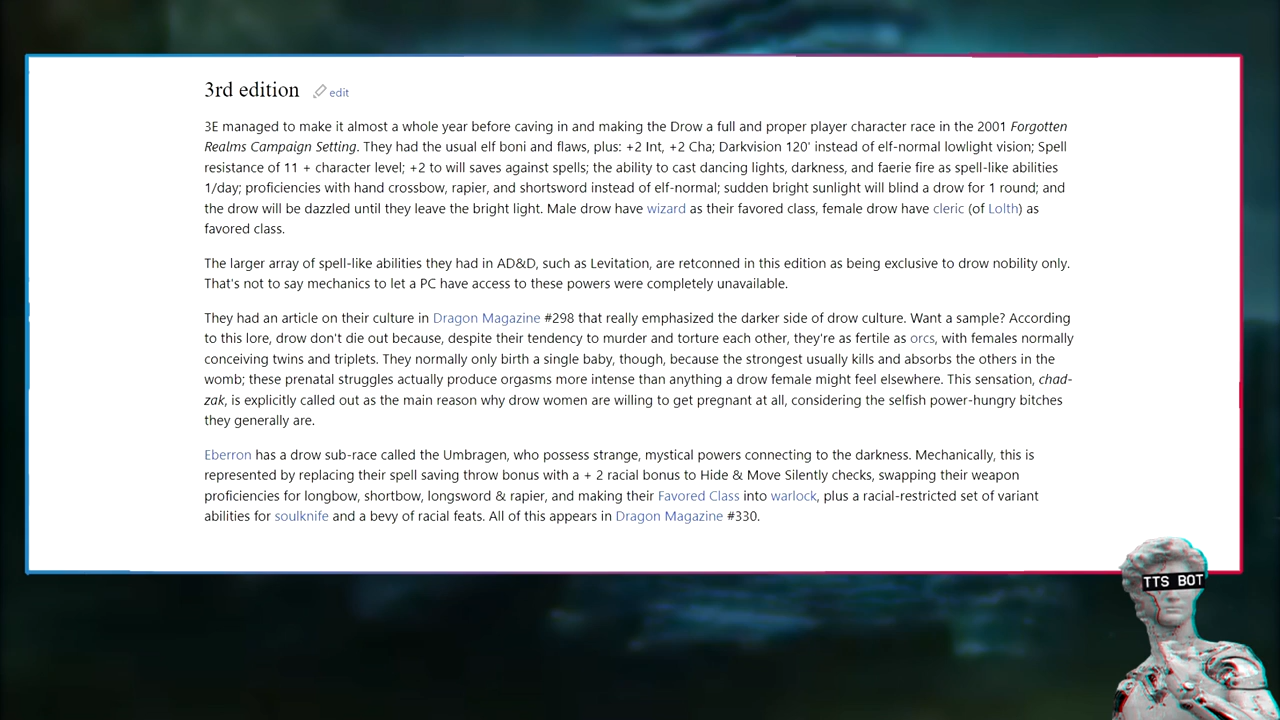 3rd edition edit
3E managed to make it almost a whole year before caving in and making the Drow a full and proper player character race in the 2001 Forgotten
Realms Campaign Setting. They had the usual elf boni and flaws, plus: +2 Int, +2 Cha; Darkvision 120' instead of elf-normal lowlight vision; Spell
resistance of 11 + character level; +2 to will saves against spells; the ability to cast dancing lights, darkness, and faerie fire as spell-like abilities
1/day; proficiencies with hand crossbow, rapier, and shortsword instead of elf-normal; sudden bright sunlight will blind a drow for 1 round; and
the drow will be dazzled until they leave the bright light. Male drow have wizard as their favored class, female drow have cleric (of Lolth) as
favored class.
The larger array of spell-like abilities they had in AD&D, such as Levitation, are retconned in this edition as being exclusive to drow nobility only.
That's not to say mechanics to let a PC have access to these powers were completely unavailable.
They had an article on their culture in Dragon Magazine #298 that really emphasized the darker side of drow culture. Want a sample? According
to this lore, drow don't die out because, despite their tendency to murder and torture each other, they're as fertile as orcs, with females normally
conceiving twins and triplets. They normally only birth a single baby, though, because the strongest usually kills and absorbs the others in the
womb; these prenatal struggles actually produce orgasms more intense than anything a drow female might feel elsewhere. This sensation, chad-
zak, is explicitly called out as the main reason why drow women are willing to get pregnant at all, considering the selfish power-hungry bitches
they generally are.
Eberron has a drow sub-race called the Umbragen, who possess strange, mystical powers connecting to the darkness. Mechanically, this is
represented by replacing their spell saving throw bonus with a + 2 racial bonus to Hide & Move Silently checks, swapping their weapon
proficiencies for longbow, shortbow, longsword & rapier, and making their Favored Class into warlock, plus a racial-restricted set of variant
abilities for soulknife and a bevy of racial feats. All of this appears in Dragon Magazine #330.
TTS BOT